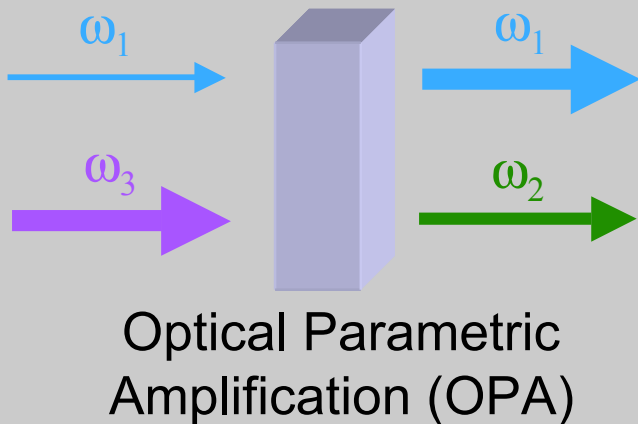 ω₁ ω₁
ω₃ ω₂
Optical Parametric
Amplification (OPA)